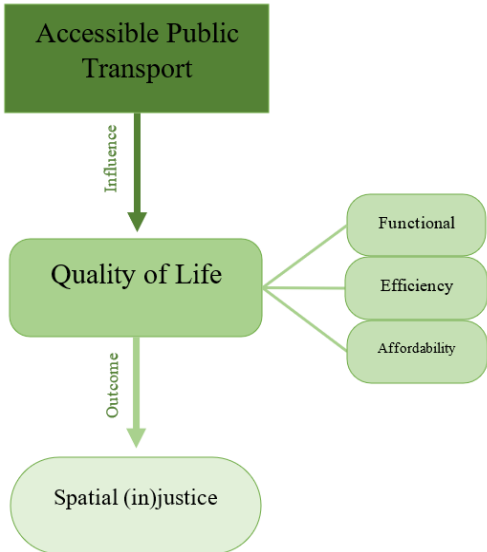 Accessible Public
Transport
Influence
Functional
Quality of Life
Efficiency
Affordability
Outcome
Spatial (in)justice